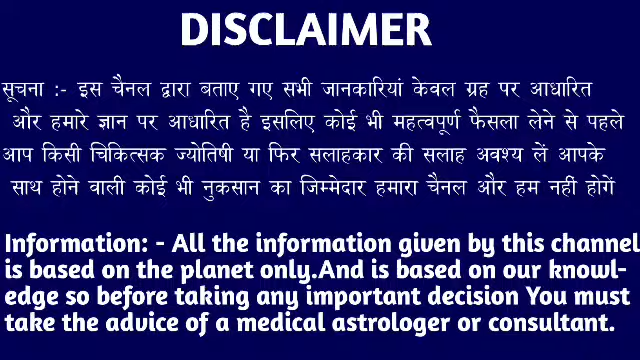 DISCLAIMER
सूचना :- इस चैनल द्वारा बताए गए सभी जानकारियां केवल ग्रह पर आधारित
और हमारे ज्ञान पर आधारित है इसलिए कोई भी महत्वपूर्ण फैसला लेने से पहले
आप किसी चिकित्सक ज्योतिषी या फिर सलाहकार की सलाह अवश्य लें आपके
साथ होने वाली कोई भी नुकसान का जिम्मेदार हमारा चैनल और हम नहीं होगें
Information: - All the information given by this channel
is based on the planet only.And is based on our knowl-
edge so before taking any important decision You must
take the advice of a medical astrologer or consultant.